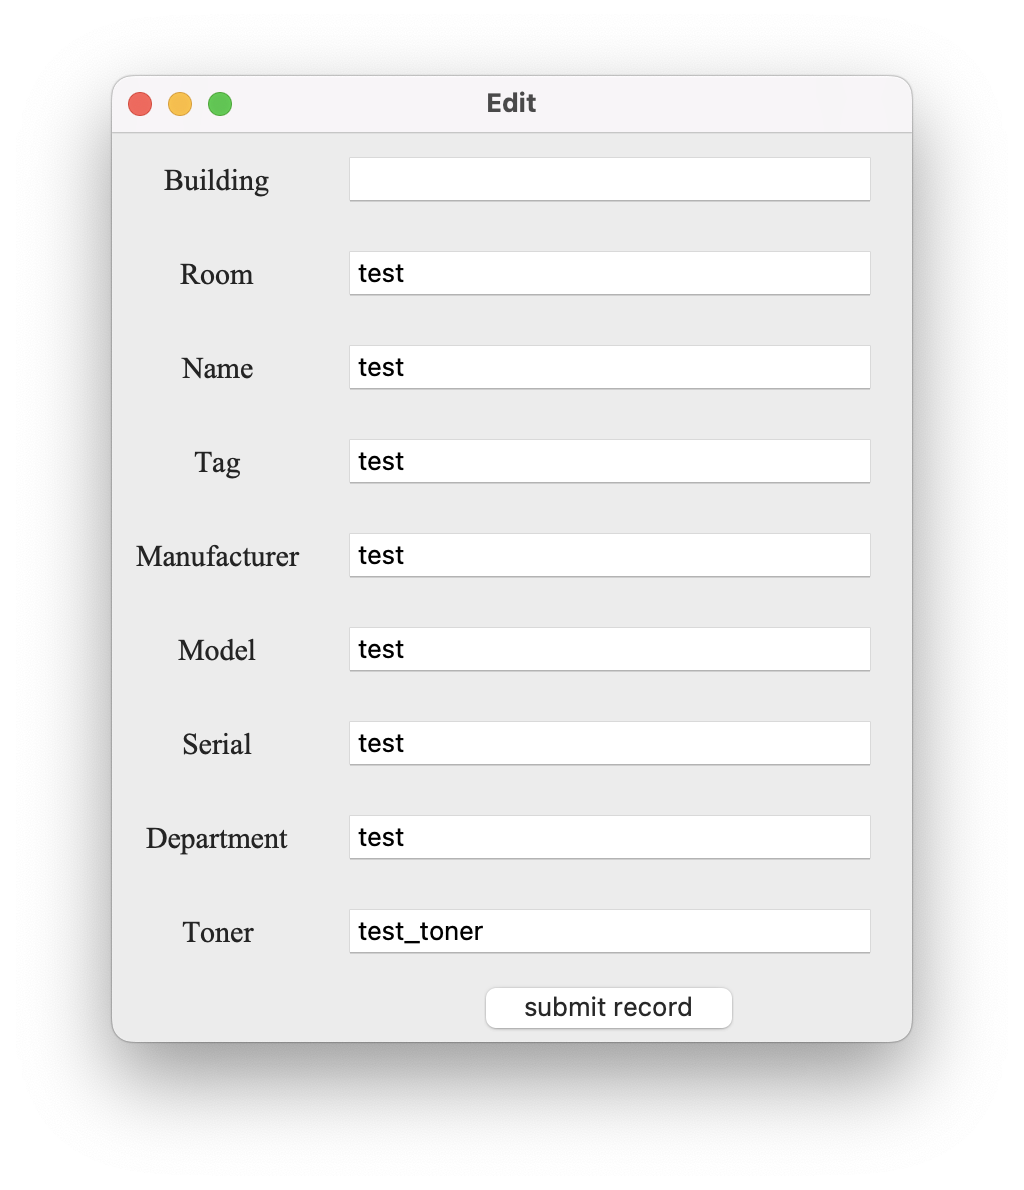 Edit
Building
Room test
Name test
Tag test
Manufacturer test
Model test
Serial test
Department test
Toner test_toner
submit record